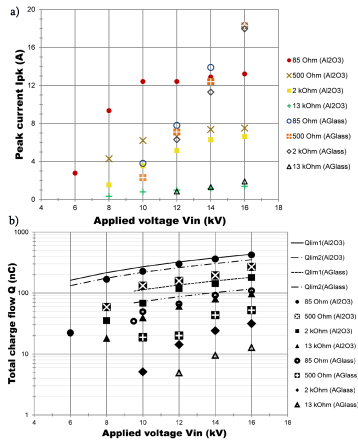 a)
Peak current Ipk (A)
20
16
12
8
4
0
4 6 8 10 12 14 16 18
Applied voltage Vin (kv)
85 Ohm (Al2O3)
500 Ohm (Al2O3)
2 kOhm (Al2O3)
13 kOhm (Al2O3)
85 Ohm (AGlass)
500 Ohm (AGlass)
2 kOhm (AGlass)
13 kOhm (AGlass)
b)
Total charge flow Q (nC)
1000
100
10
1
4 6 8 10 12 14 16 18
Applied voltage Vin (kV)
Qlim1(Al2O3)
Qlim2(Al2O3)
Qlim1(AGlass)
Qlim2(AGlass)
85 Ohm (Al2O3)
500 Ohm (Al2O3)
2 kOhm (Al2O3)
13 kOhm (Al2O3)
85 Ohm (AGlass)
500 Ohm (AGlass)
2 kOhm (AGlass)
13 kOhm (AGlass)